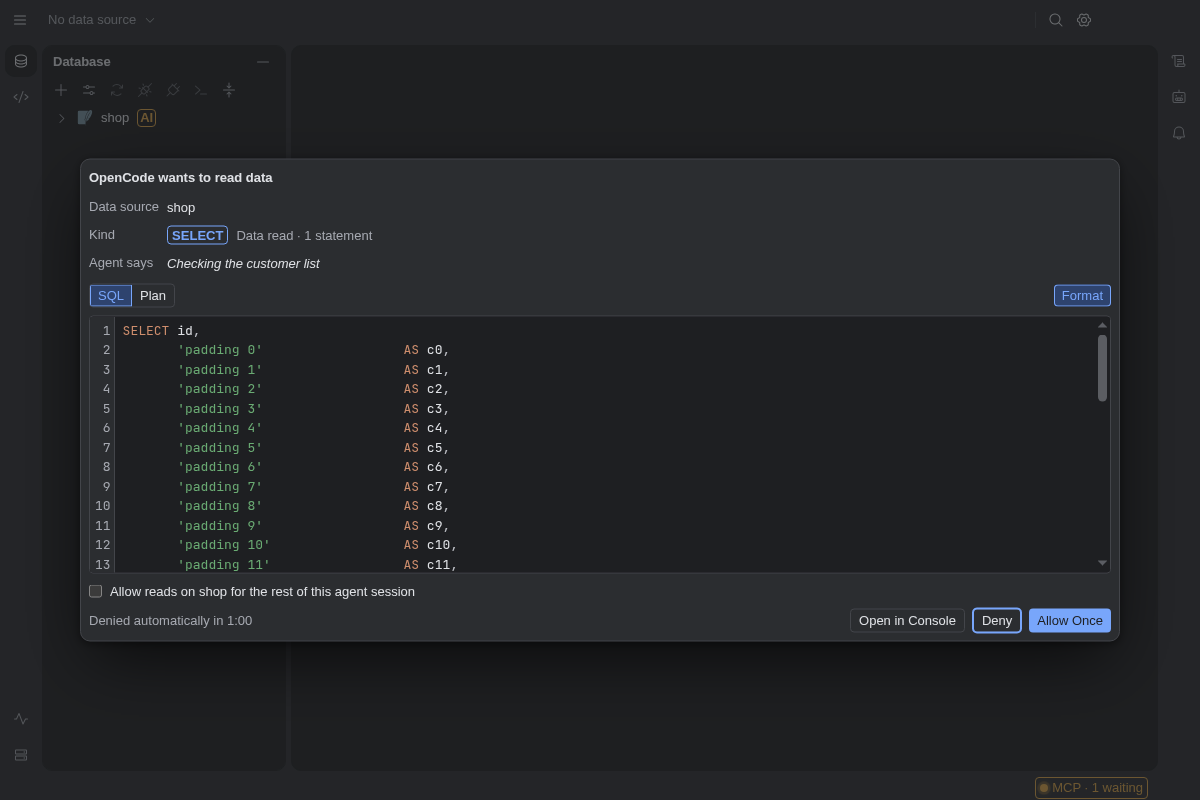 No data source
Database
shop AI
OpenCode wants to read data
Data source shop
Kind SELECT Data read · 1 statement
Agent says Checking the customer list
SQL Plan Format
1 SELECT id,
2 'padding 0' AS c0,
3 'padding 1' AS c1,
4 'padding 2' AS c2,
5 'padding 3' AS c3,
6 'padding 4' AS c4,
7 'padding 5' AS c5,
8 'padding 6' AS c6,
9 'padding 7' AS c7,
10 'padding 8' AS c8,
11 'padding 9' AS c9,
12 'padding 10' AS c10,
13 'padding 11' AS c11,
Allow reads on shop for the rest of this agent session
Denied automatically in 1:00 Open in Console Deny Allow Once
MCP · 1 waiting